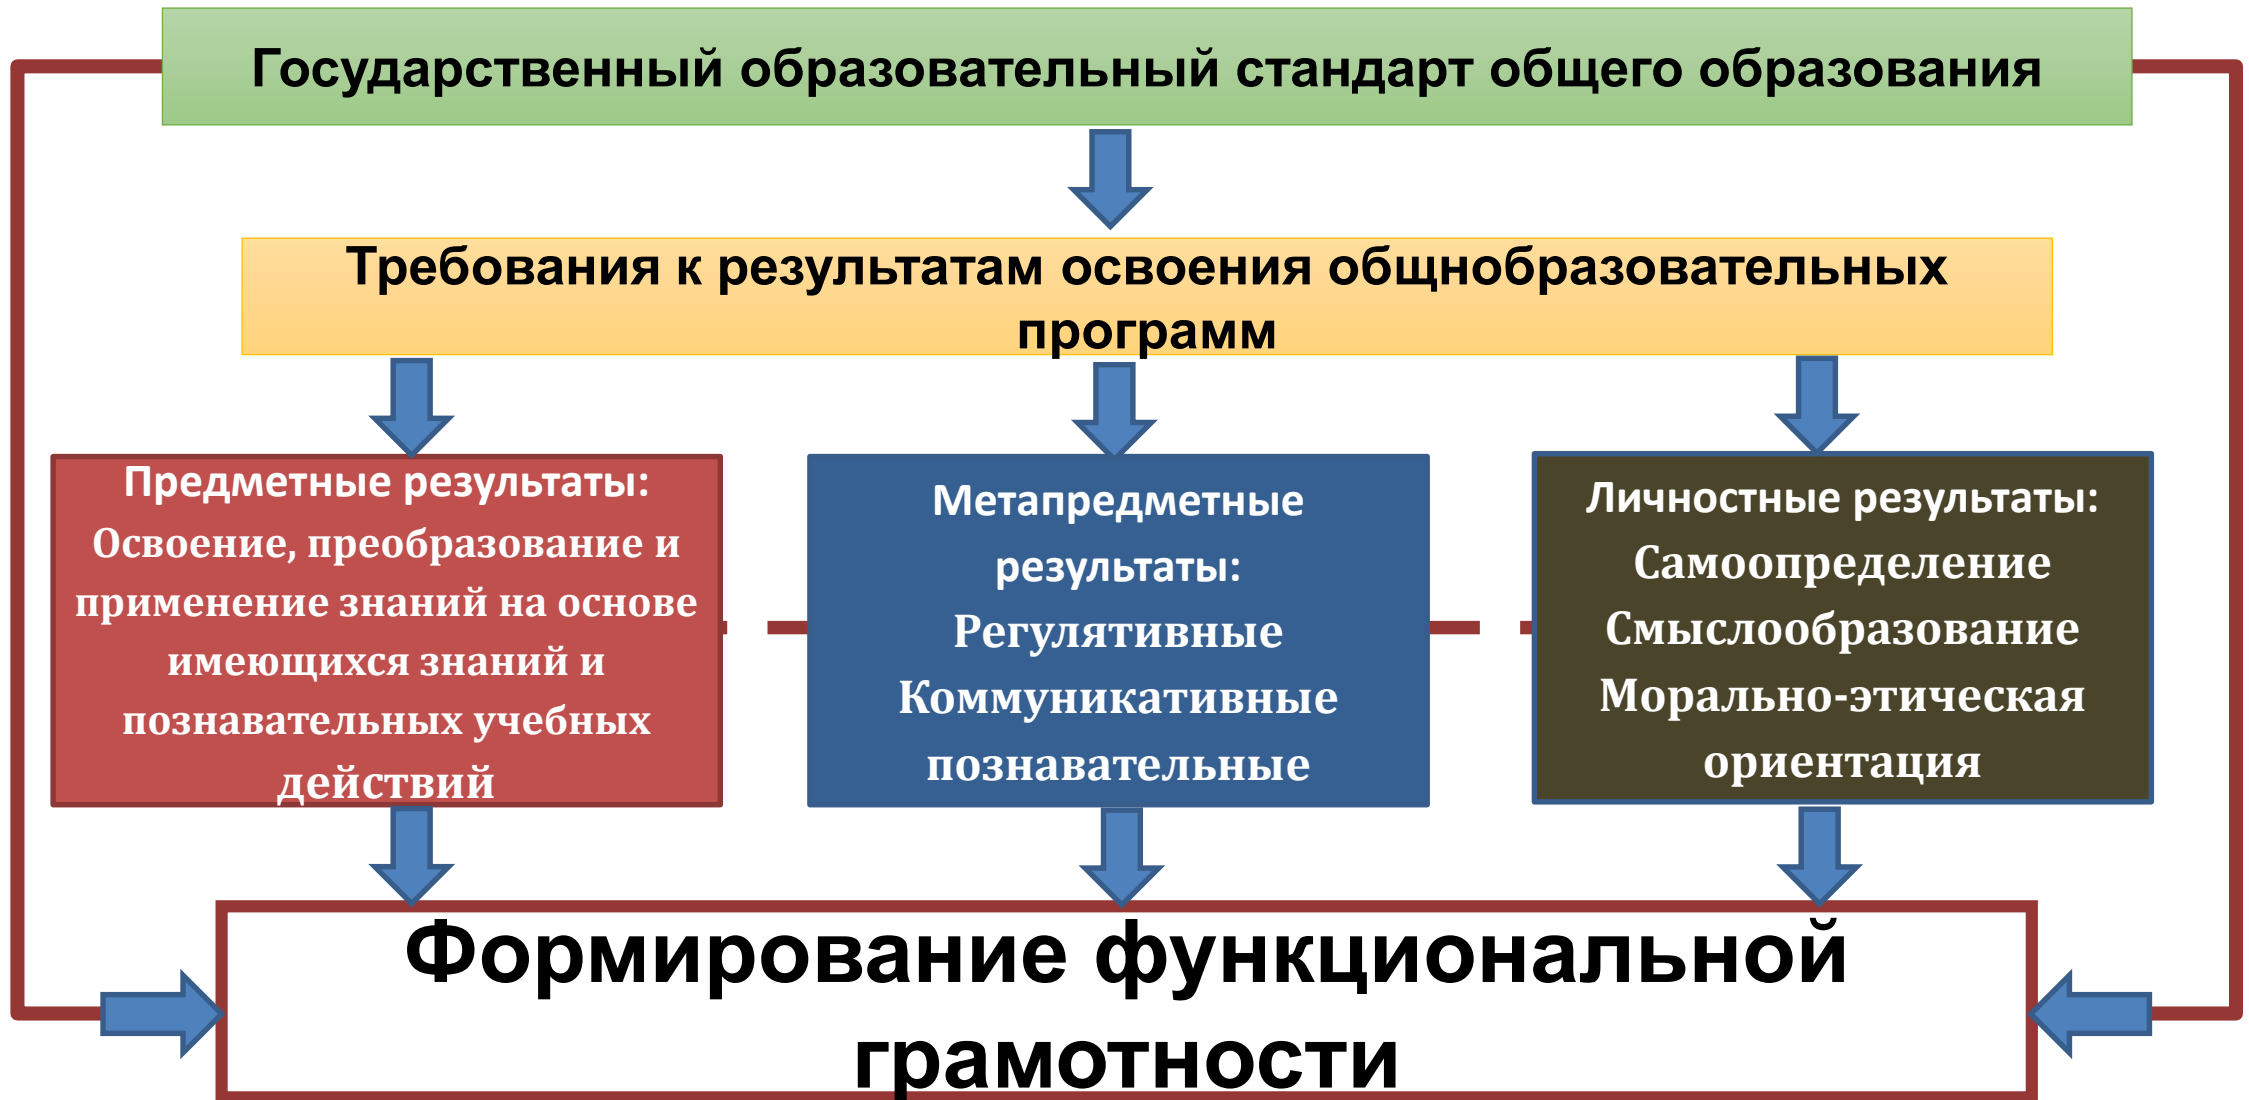 Государственный образовательный стандарт общего образования
Требования к результатам освоения общнобразовательных
программ
Предметные результаты:
Освоение, преобразование и
применение знаний на основе
имеющихся знаний и
познавательных учебных
действий
Метапредметные
результаты:
Регулятивные
Коммуникативные
познавательные
Личностные результаты:
Самоопределение
Смыслообразование
Морально-этическая
ориентация
Формирование функциональной
грамотности